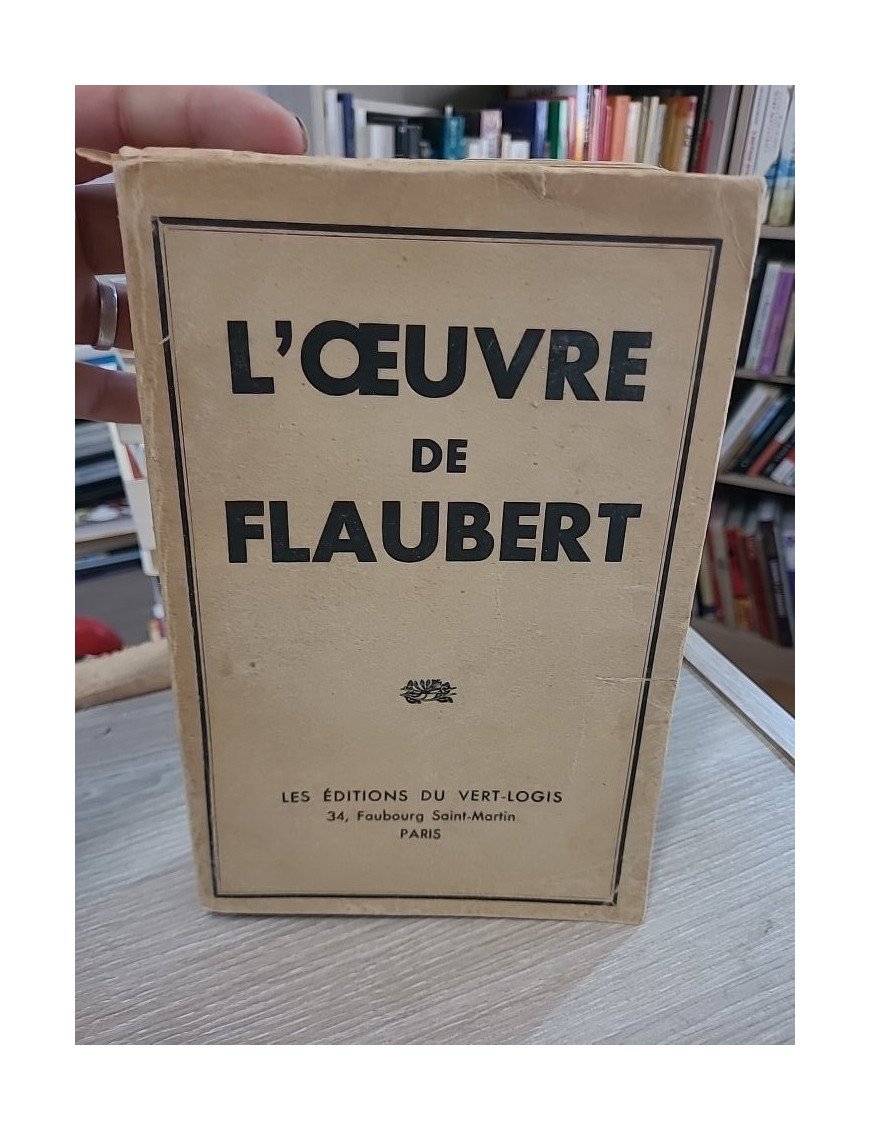 L'ŒUVRE
DE
FLAUBERT
LES ÉDITIONS DU VERT-LOGIS
34, Faubourg Saint-Martin
PARIS